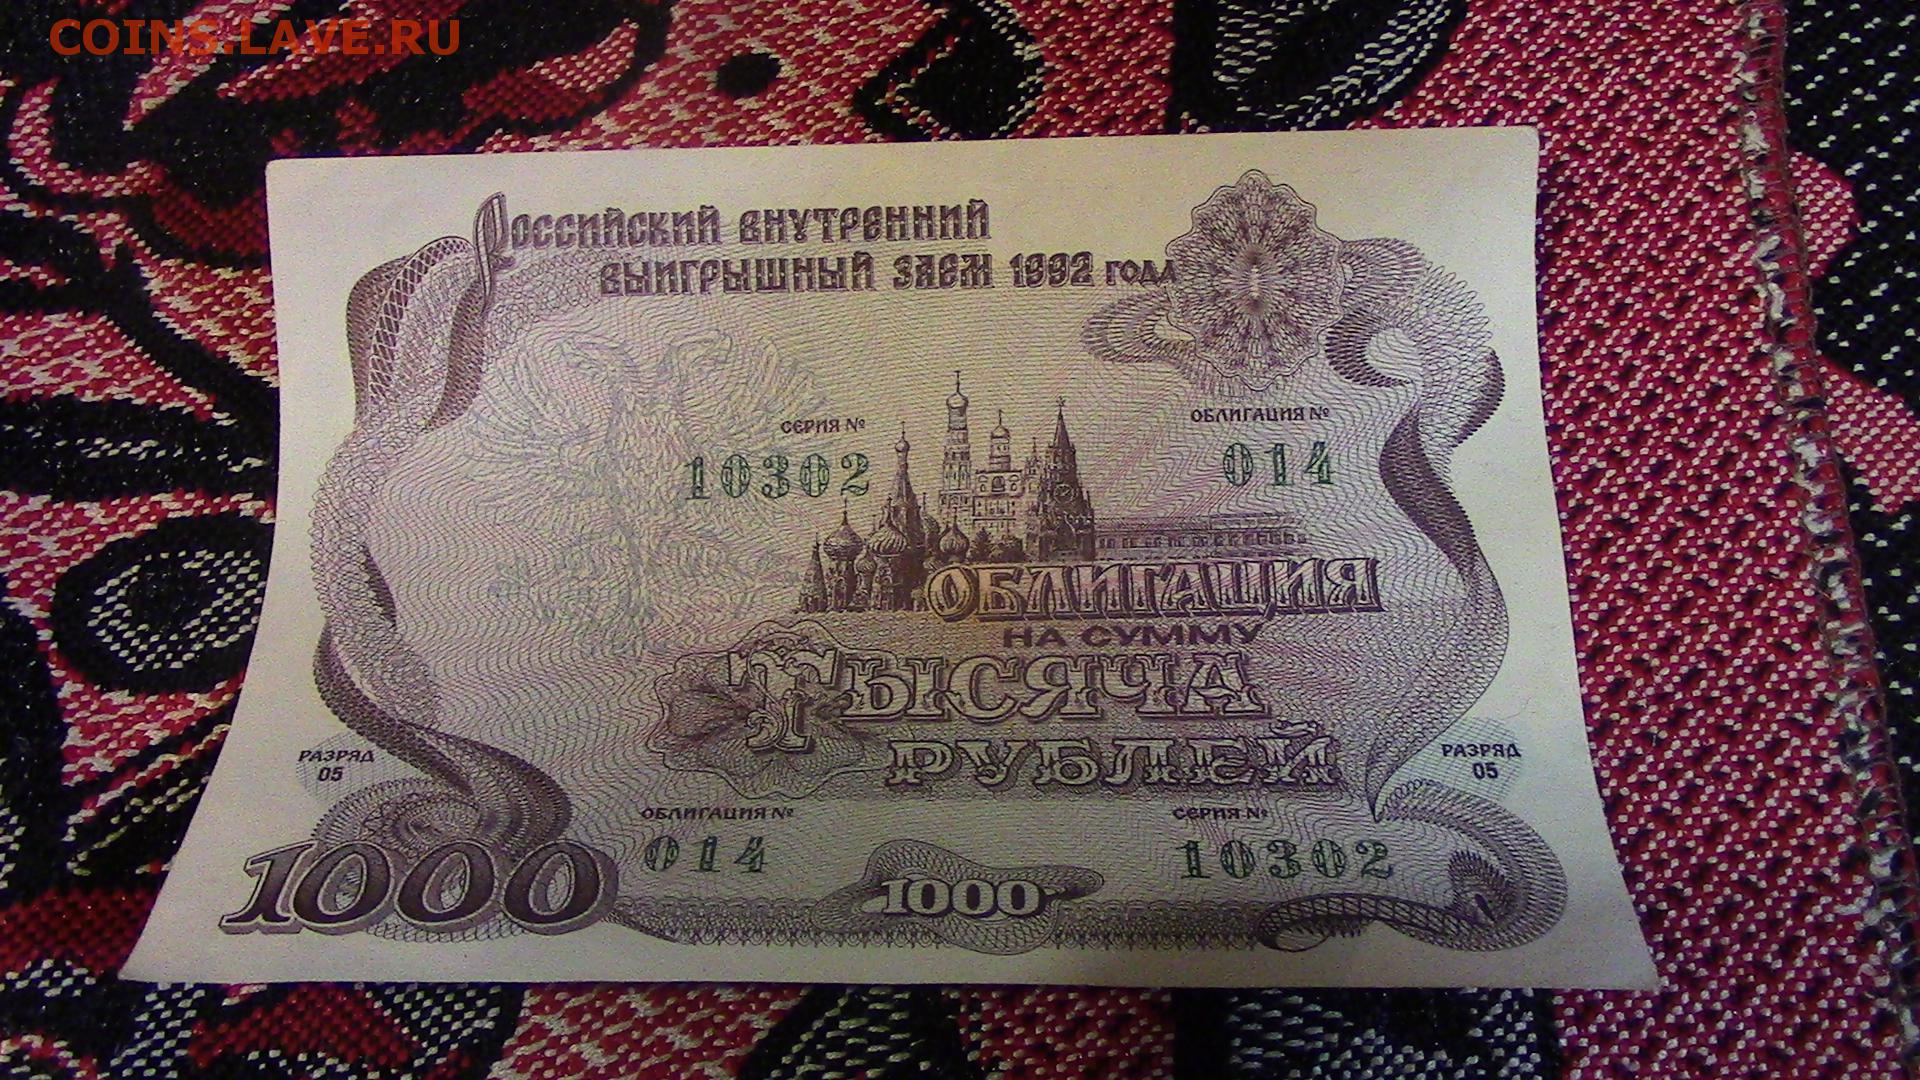 COINS.LAVE.RU
РОССИЙСКИЙ ВНУТРЕННИЙ
ВЫИГРЫШНЫЙ ЗАЕМ 1992 ГОДА
СЕРИЯ № ОБЛИГАЦИЯ №
10302 014
ОБЛИГАЦИЯ
НА СУММУ
ТЫСЯЧА
РУБЛЕЙ
РАЗРЯД РАЗРЯД
05 05
ОБЛИГАЦИЯ № СЕРИЯ №
014 10302
1000 1000